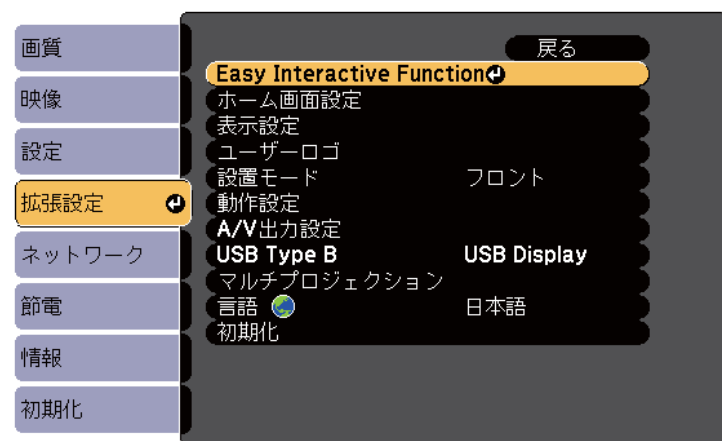 画質
映像
設定
拡張設定
ネットワーク
節電
情報
初期化
戻る
Easy Interactive Function
ホーム画面設定
表示設定
ユーザーロゴ
設置モード フロント
動作設定
A/V出力設定
USB Type B USB Display
マルチプロジェクション
言語 日本語
初期化